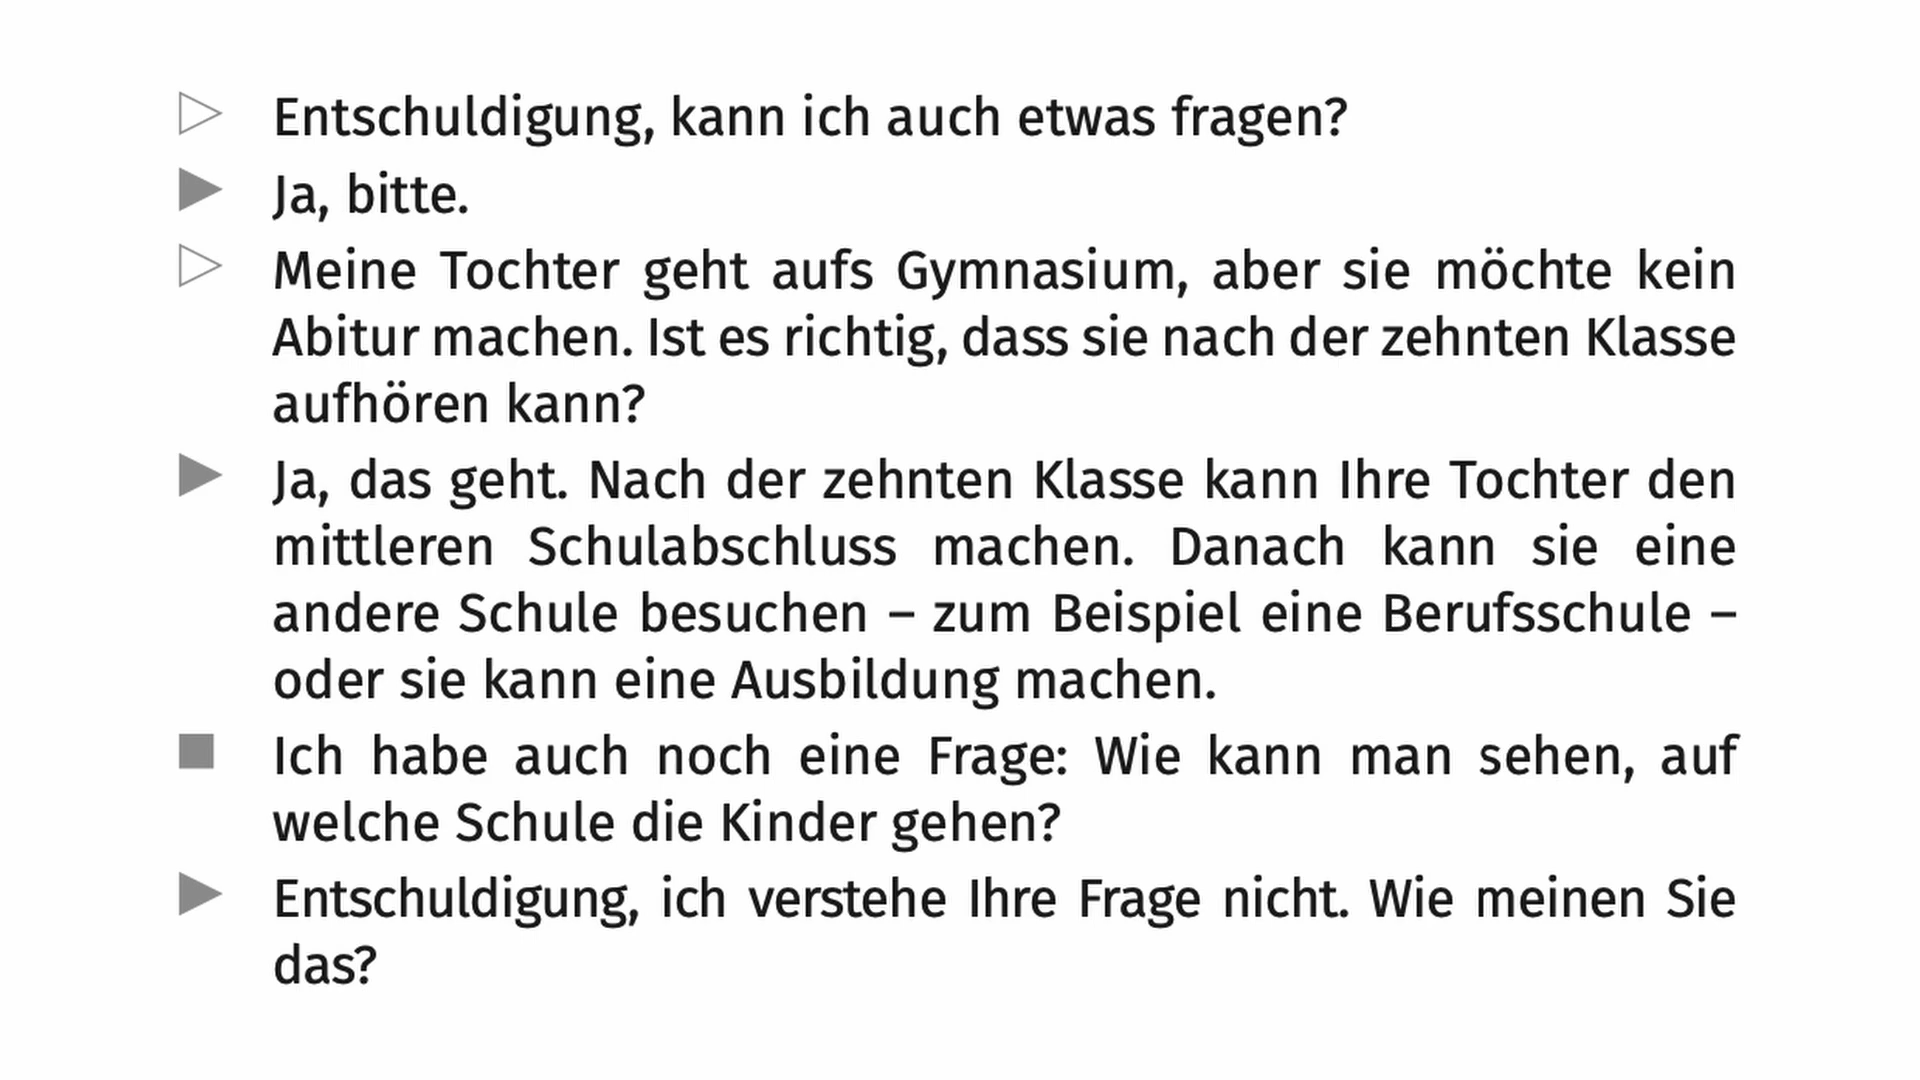 Entschuldigung, kann ich auch etwas fragen?
Ja, bitte.
Meine Tochter geht aufs Gymnasium, aber sie möchte kein
Abitur machen. Ist es richtig, dass sie nach der zehnten Klasse
aufhören kann?
Ja, das geht. Nach der zehnten Klasse kann Ihre Tochter den
mittleren Schulabschluss machen. Danach kann sie eine
andere Schule besuchen – zum Beispiel eine Berufsschule –
oder sie kann eine Ausbildung machen.
Ich habe auch noch eine Frage: Wie kann man sehen, auf
welche Schule die Kinder gehen?
Entschuldigung, ich verstehe Ihre Frage nicht. Wie meinen Sie
das?